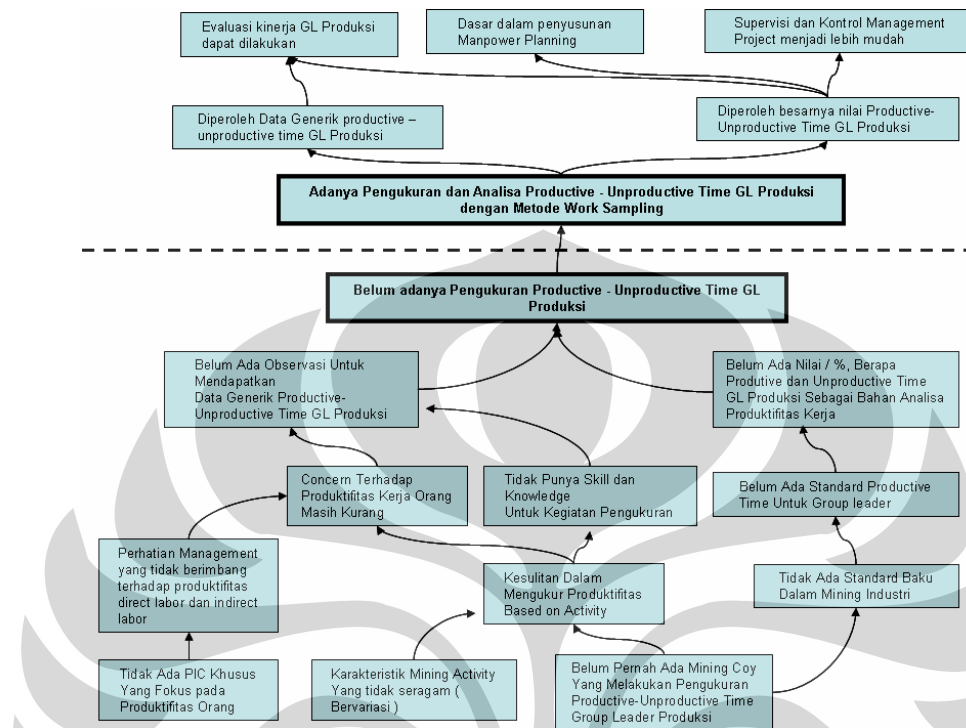 Evaluasi kinerja GL Produksi
dapat dilakukan
Dasar dalam penyusunan
Manpower Planning
Supervisi dan Kontrol Management
Project menjadi lebih mudah
Diperoleh Data Generik productive –
unproductive time GL Produksi
Diperoleh besarnya nilai Productive-
Unproductive Time GL Produksi
Adanya Pengukuran dan Analisa Productive - Unproductive Time GL Produksi
dengan Metode Work Sampling
Belum adanya Pengukuran Productive - Unproductive Time GL
Produksi
Belum Ada Observasi Untuk
Mendapatkan
Data Generik Productive-
Unproductive Time GL Produksi
Belum Ada Nilai / %, Berapa
Produtive dan Unproductive Time
GL Produksi Sebagai Bahan Analisa
Produktifitas Kerja
Concern Terhadap
Produktifitas Kerja Orang
Masih Kurang
Tidak Punya Skill dan
Knowledge
Untuk Kegiatan Pengukuran
Belum Ada Standard Productive
Time Untuk Group leader
Perhatian Management
yang tidak berimbang
terhadap produktifitas
direct labor dan indirect
labor
Kesulitan Dalam
Mengukur Produktifitas
Based on Activity
Tidak Ada Standard Baku
Dalam Mining Industri
Tidak Ada PIC Khusus
Yang Fokus pada
Produktifitas Orang
Karakteristik Mining Activity
Yang tidak seragam (
Bervariasi )
Belum Pernah Ada Mining Coy
Yang Melakukan Pengukuran
Productive-Unproductive Time
Group Leader Produksi